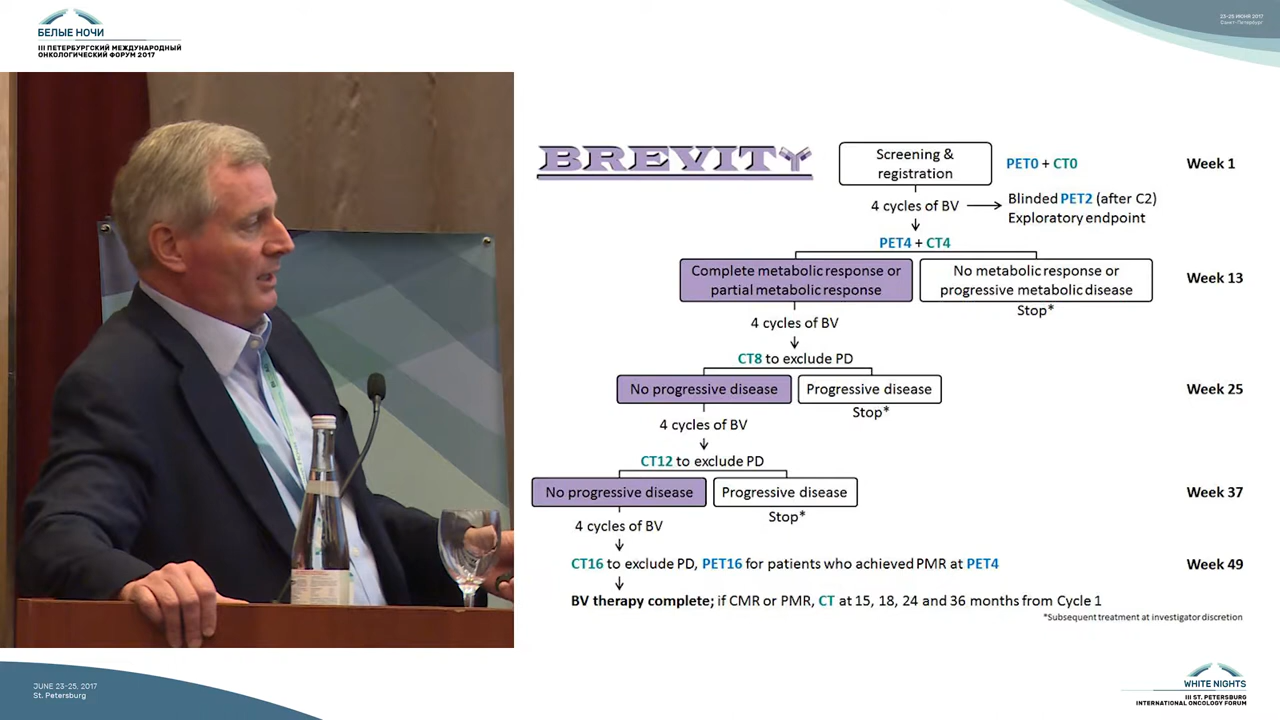 БЕЛЫЕ НОЧИ
III ПЕТЕРБУРГСКИЙ МЕЖДУНАРОДНЫЙ
ОНКОЛОГИЧЕСКИЙ ФОРУМ 2017
23-25 ИЮНЯ 2017
Санкт-Петербург
BREVITY
Screening &
registration
PET0 + CT0
Week 1
4 cycles of BV
Blinded PET2 (after C2)
Exploratory endpoint
PET4 + CT4
Complete metabolic response or
partial metabolic response
No metabolic response or
progressive metabolic disease
Week 13
Stop*
4 cycles of BV
CT8 to exclude PD
No progressive disease
Progressive disease
Week 25
Stop*
4 cycles of BV
CT12 to exclude PD
No progressive disease
Progressive disease
Week 37
Stop*
4 cycles of BV
CT16 to exclude PD, PET16 for patients who achieved PMR at PET4
Week 49
BV therapy complete; if CMR or PMR, CT at 15, 18, 24 and 36 months from Cycle 1
*Subsequent treatment at investigator discretion
JUNE 23-25, 2017
St. Petersburg
WHITE NIGHTS
III ST. PETERSBURG
INTERNATIONAL ONCOLOGY FORUM